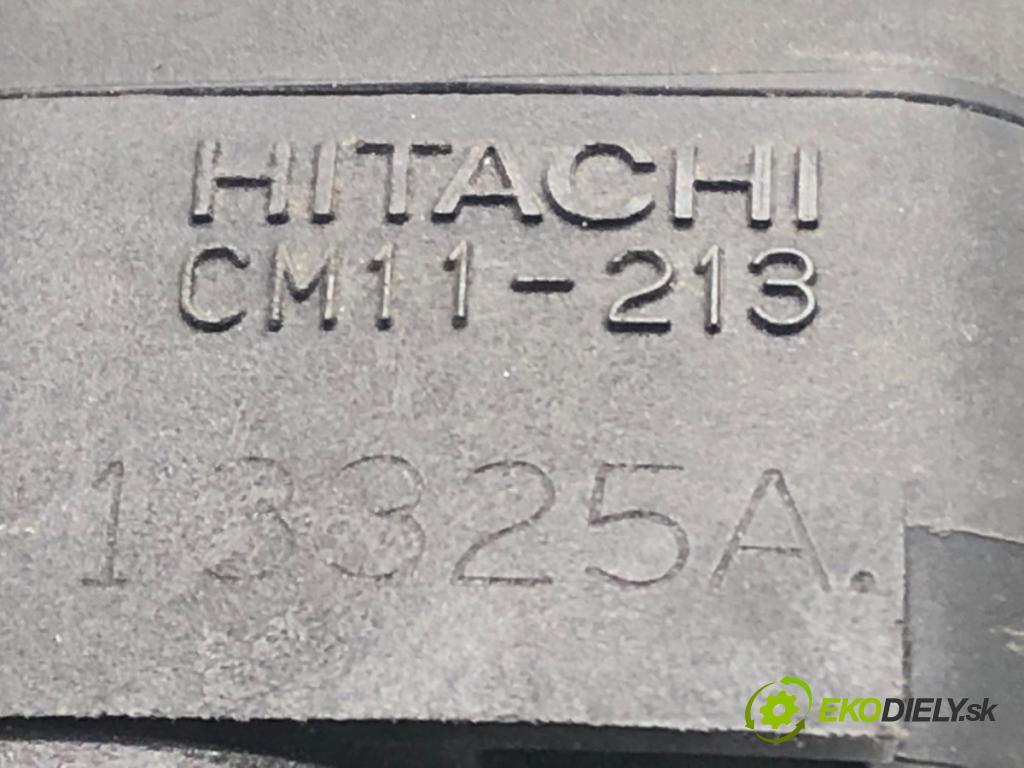 HITACHI
CM11-213
13325A.
EKODIELY.sk